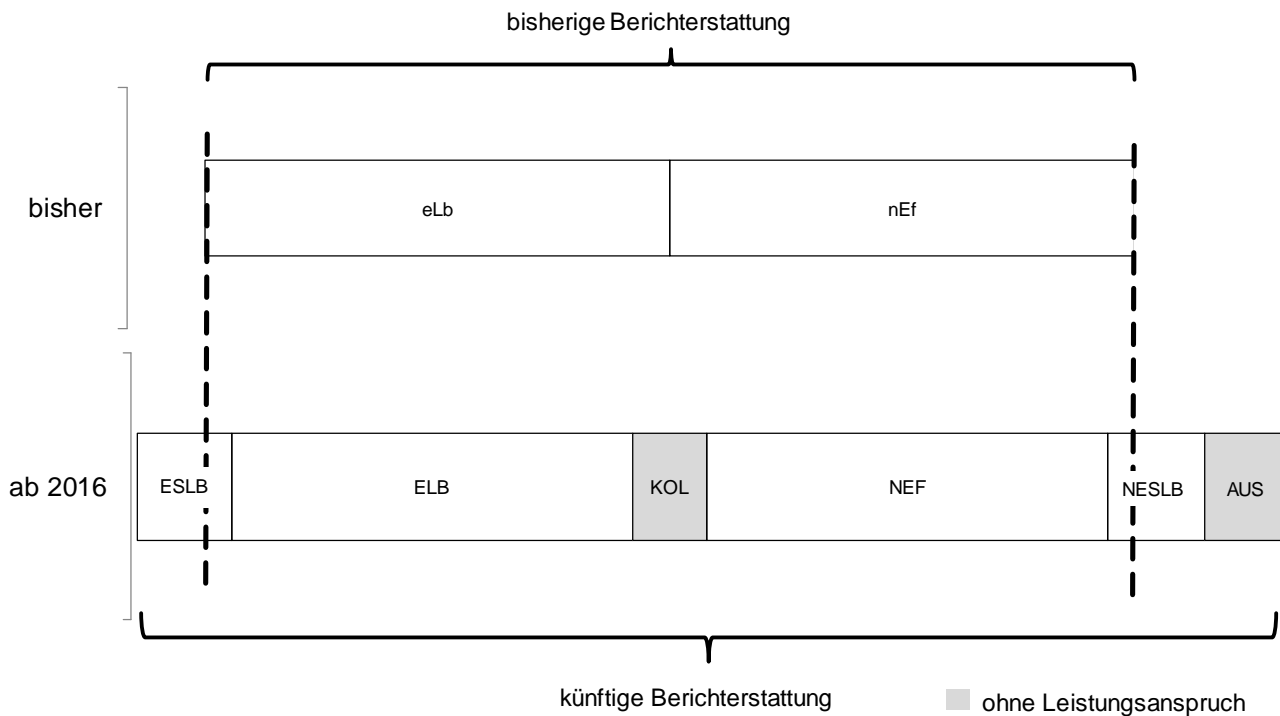 bisherige Berichterstattung
bisher
eLb
nEf
ab 2016
ESLB
ELB
KOL
NEF
NESLB
AUS
künftige Berichterstattung
ohne Leistungsanspruch